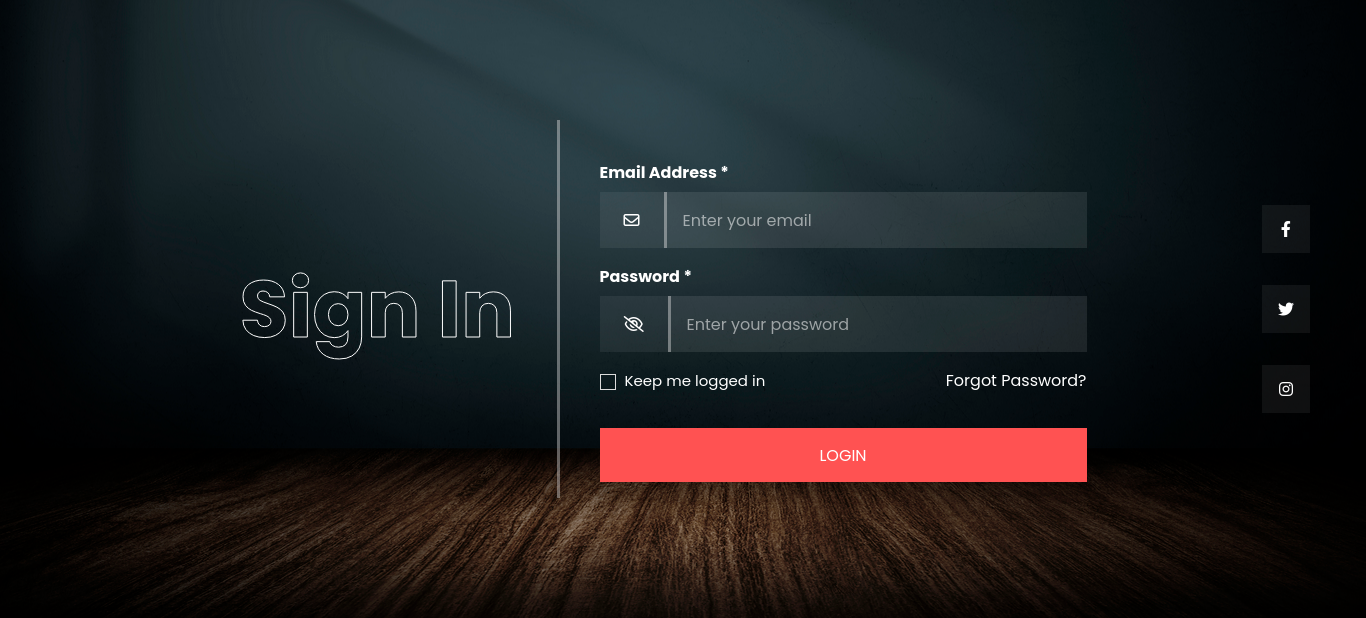 Sign In
Email Address *
Enter your email
Password *
Enter your password
Keep me logged in
Forgot Password?
LOGIN